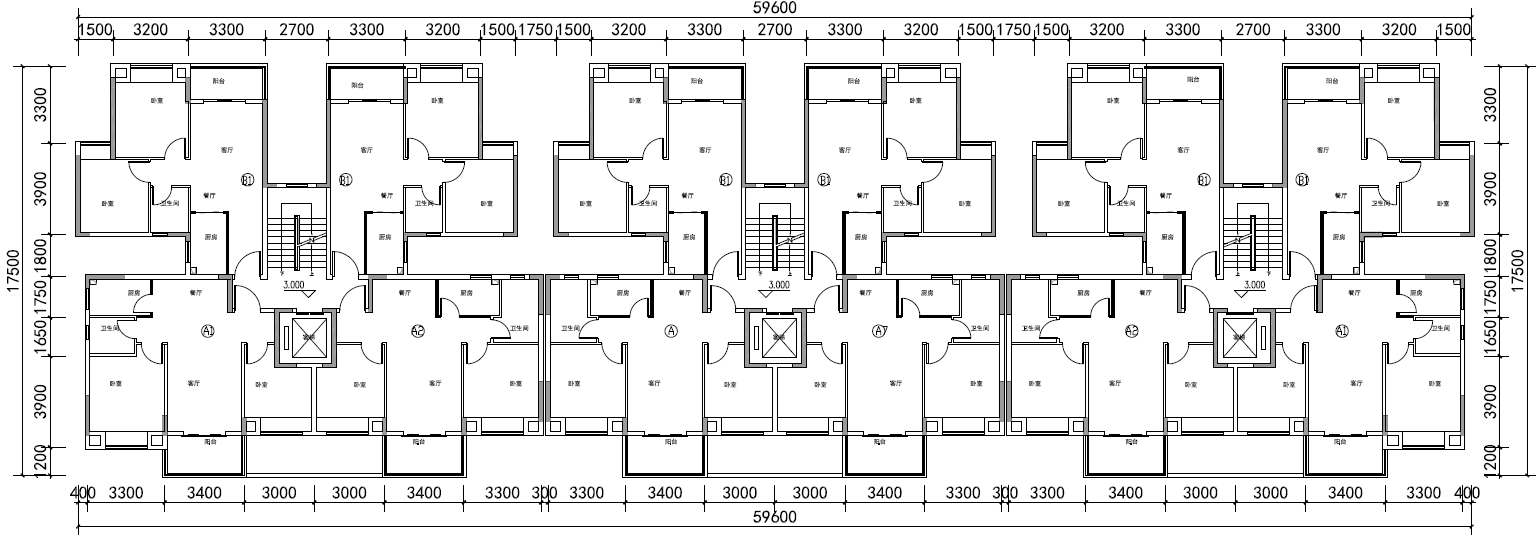 59600
1500 3200 3300 2700 3300 3200 1500 1750 1500 3200 3300 2700 3300 3200 1500 1750 1500 3200 3300 2700 3300 3200 1500
阳台 阳台 阳台 阳台 阳台 阳台
卧室 卧室 卧室 卧室 卧室 卧室
3300 3300
客厅 客厅 客厅 客厅 客厅 客厅
B1 B1 B1 B1 B1 B1
3900 3900
餐厅 餐厅 餐厅 餐厅 餐厅 餐厅
卧室 卫生间 卫生间 卧室 卧室 卫生间 卫生间 卧室 卧室 卫生间 卫生间 卧室
厨房 厨房 厨房 厨房 厨房 厨房
下 上 下 上 下 上
1800 1800
17500 17500
3.000 3.000 3.000
厨房 餐厅 餐厅 厨房 厨房 餐厅 餐厅 厨房 厨房 餐厅 餐厅 厨房
1750 1750
卫生间 A1 A2 卫生间 卫生间 A A7 卫生间 卫生间 A2 A1 卫生间
客梯 客梯 客梯
1650 1650
卧室 客厅 卧室 卧室 客厅 卧室 卧室 客厅 卧室 卧室 客厅 卧室 卧室 客厅 卧室 卧室 客厅 卧室
3900 3900
阳台 阳台 阳台 阳台 阳台 阳台
1200 1200
400 3300 3400 3000 3000 3400 3300 300 3300 3400 3000 3000 3400 3300 300 3300 3400 3000 3000 3400 3300 400
59600